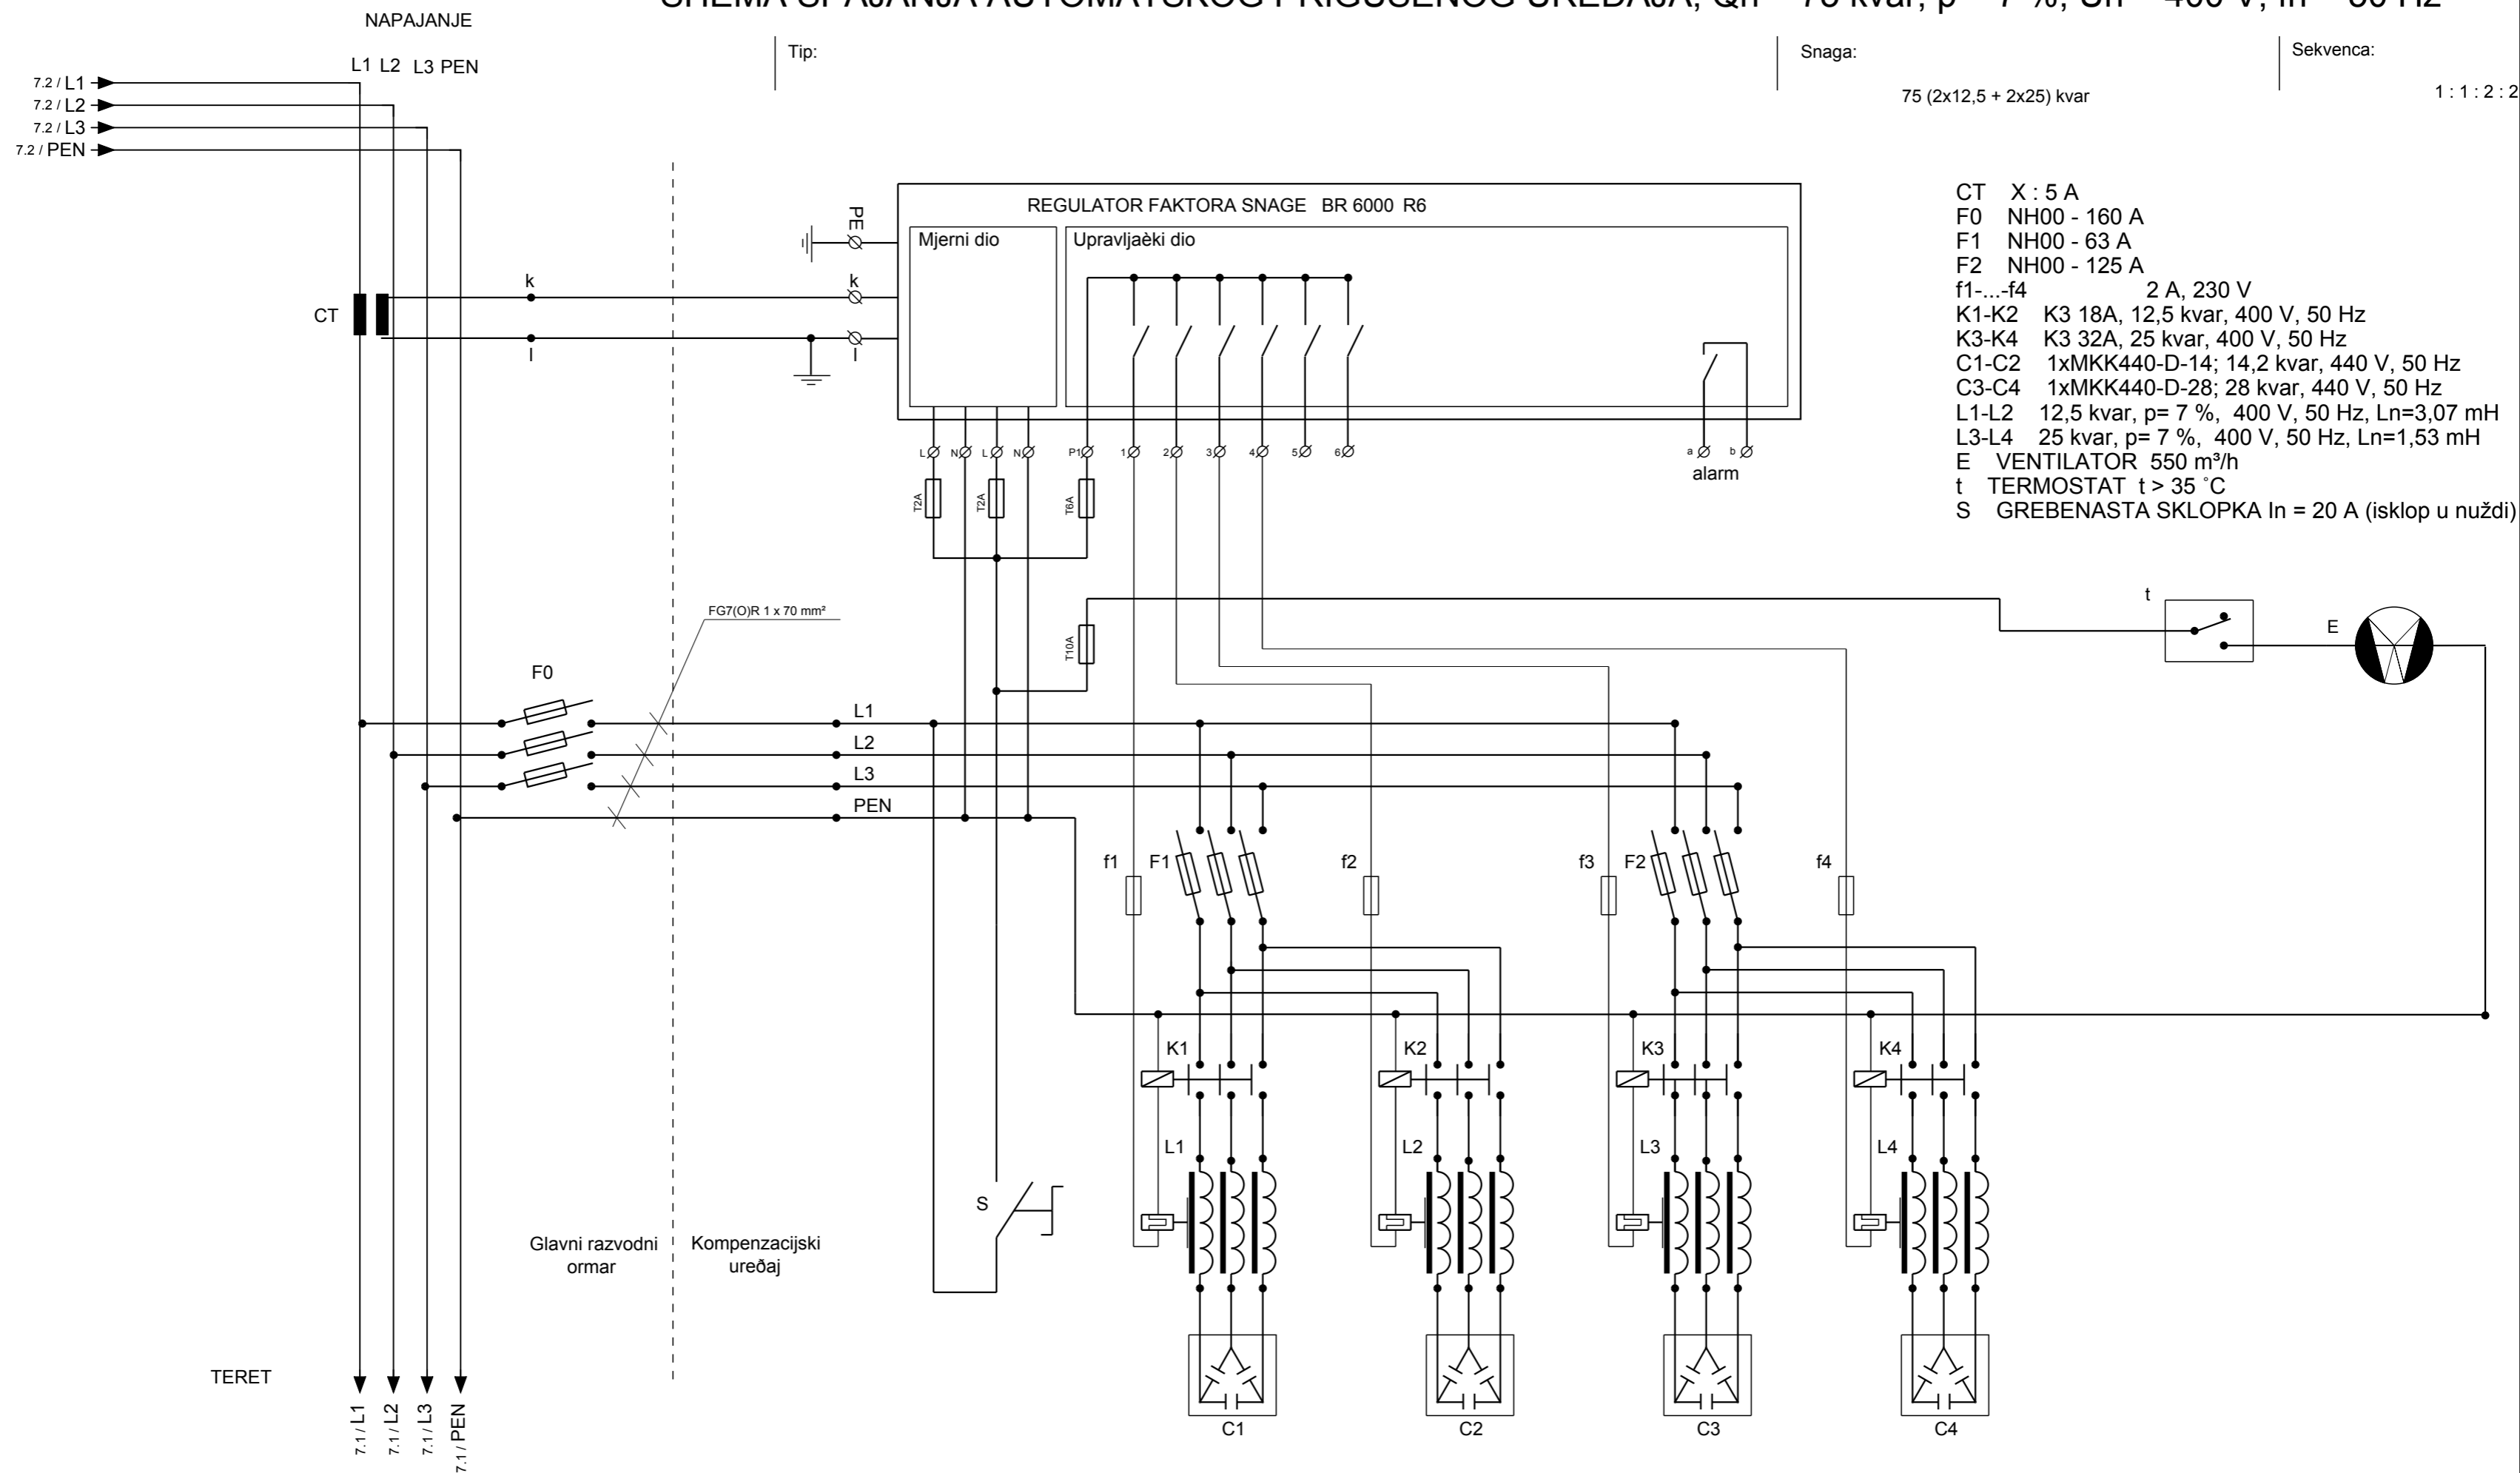 NAPAJANJE
L1 L2 L3 PEN
7.2 / L1
7.2 / L2
7.2 / L3
7.2 / PEN
Tip:
Snaga:
75 (2x12,5 + 2x25) kvar
Sekvenca:
1 : 1 : 2 : 2
CT X : 5 A
F0 NH00 - 160 A
F1 NH00 - 63 A
F2 NH00 - 125 A
f1-...-f4 2 A, 230 V
K1-K2 K3 18A, 12,5 kvar, 400 V, 50 Hz
K3-K4 K3 32A, 25 kvar, 400 V, 50 Hz
C1-C2 1xMKK440-D-14; 14,2 kvar, 440 V, 50 Hz
C3-C4 1xMKK440-D-28; 28 kvar, 440 V, 50 Hz
L1-L2 12,5 kvar, p= 7 %, 400 V, 50 Hz, Ln=3,07 mH
L3-L4 25 kvar, p= 7 %, 400 V, 50 Hz, Ln=1,53 mH
E VENTILATOR 550 m³/h
t TERMOSTAT t > 35 ˚C
S GREBENASTA SKLOPKA In = 20 A (isklop u nuždi)
REGULATOR FAKTORA SNAGE BR 6000 R6
Mjerni dio
Upravljaèki dio
PE
k
k
CT
l
l
L N L N P1 1 2 3 4 5 6
a b
alarm
T2A
T2A
T6A
FG7(O)R 1 x 70 mm²
T10A
t
E
F0
L1
L2
L3
PEN
f1 F1 f2 f3 F2 f4
K1 K2 K3 K4
L1 L2 L3 L4
S
Glavni razvodni
ormar
Kompenzacijski
ureðaj
TERET
7.1 / L1
7.1 / L2
7.1 / L3
7.1 / PEN
C1 C2 C3 C4